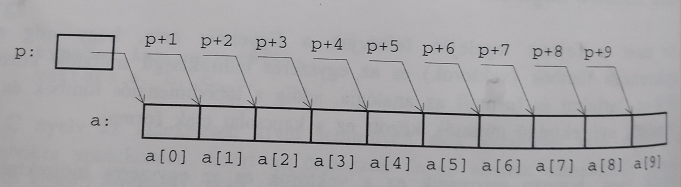 p: p+1 p+2 p+3 p+4 p+5 p+6 p+7 p+8 p+9
a:
a[0] a[1] a[2] a[3] a[4] a[5] a[6] a[7] a[8] a[9]